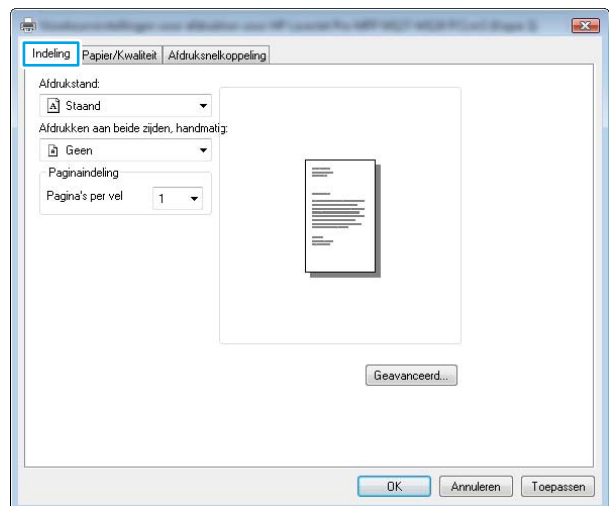 Indeling Papier/Kwaliteit Afdruksnelkoppeling
Afdrukstand:
A Staand
Afdrukken aan beide zijden, handmatig:
Geen
Paginaindeling
Pagina's per vel 1
Geavanceerd...
OK Annuleren Toepassen